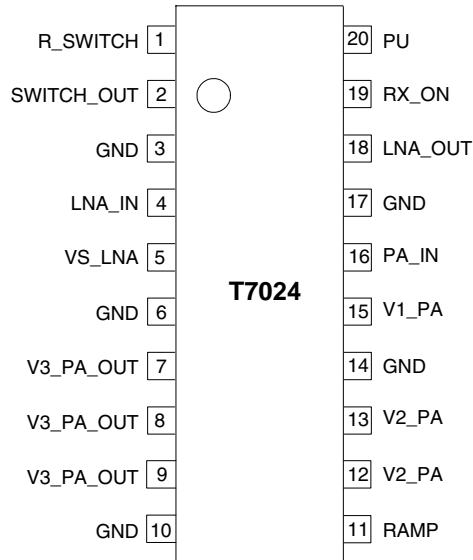 R_SWITCH 1 20 PU
SWITCH_OUT 2 19 RX_ON
GND 3 18 LNA_OUT
LNA_IN 4 17 GND
VS_LNA 5 16 PA_IN
T7024
GND 6 15 V1_PA
V3_PA_OUT 7 14 GND
V3_PA_OUT 8 13 V2_PA
V3_PA_OUT 9 12 V2_PA
GND 10 11 RAMP